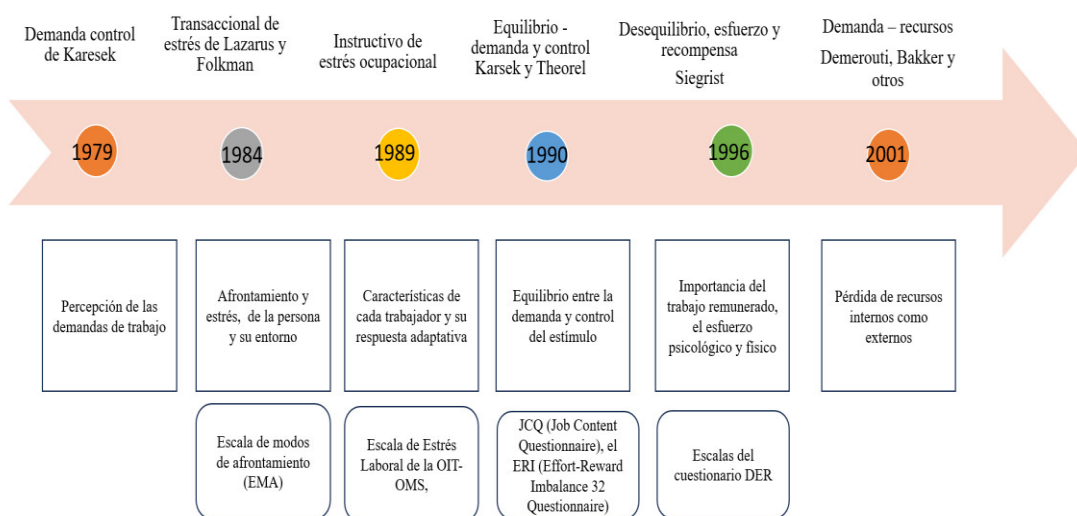 Demanda control
de Karesek
Transaccional de
estrés de Lazarus y
Folkman
Instructivo de
estrés ocupacional
Equilibrio -
demanda y control
Karsek y Theorel
Desequilibrio, esfuerzo y
recompensa
Siegrist
Demanda – recursos
Demerouti, Bakker y
otros
1979
1984
1989
1990
1996
2001
Percepción de las
demandas de trabajo
Afrontamiento y
estrés, de la persona
y su entorno
Características de
cada trabajador y su
respuesta adaptativa
Equilibrio entre la
demanda y control
del estímulo
Importancia del
trabajo remunerado,
el esfuerzo
psicológico y físico
Pérdida de recursos
internos como
externos
Escala de modos
de afrontamiento
(EMA)
Escala de Estrés
Laboral de la OIT-
OMS,
JCQ (Job Content
Questionnaire), el
ERI (Effort-Reward
Imbalance 32
Questionnaire)
Escalas del
cuestionario DER